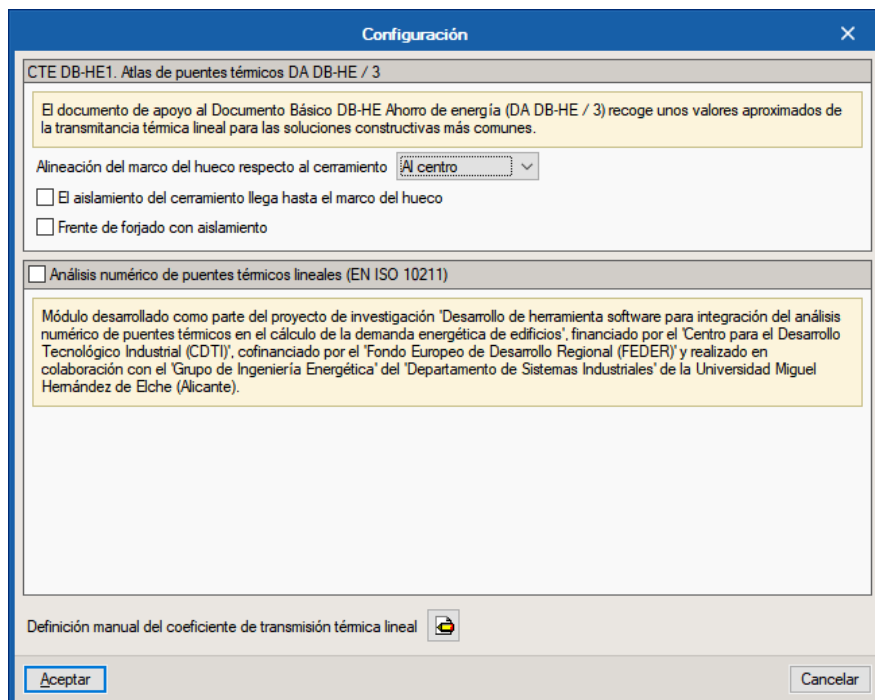 Configuración
CTE DB-HE1. Atlas de puentes térmicos DA DB-HE / 3
El documento de apoyo al Documento Básico DB-HE Ahorro de energía (DA DB-HE / 3) recoge unos valores aproximados de
la transmitancia térmica lineal para las soluciones constructivas más comunes.
Alineación del marco del hueco respecto al cerramiento Al centro
El aislamiento del cerramiento llega hasta el marco del hueco
Frente de forjado con aislamiento
Análisis numérico de puentes térmicos lineales (EN ISO 10211)
Módulo desarrollado como parte del proyecto de investigación 'Desarrollo de herramienta software para integración del análisis
numérico de puentes térmicos en el cálculo de la demanda energética de edificios', financiado por el 'Centro para el Desarrollo
Tecnológico Industrial (CDTI)', cofinanciado por el 'Fondo Europeo de Desarrollo Regional (FEDER)' y realizado en
colaboración con el 'Grupo de Ingeniería Energética' del 'Departamento de Sistemas Industriales' de la Universidad Miguel
Hernández de Elche (Alicante).
Definición manual del coeficiente de transmisión térmica lineal
Aceptar
Cancelar